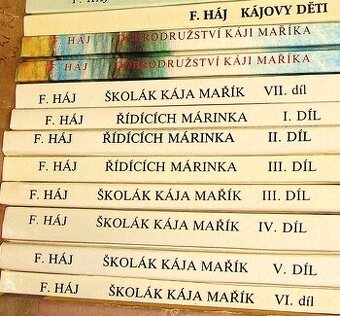 F. HÁJ
F. HÁJ KÁJOVY DĚTI
F. HÁJ DOBRODRUŽSTVÍ KÁJI MAŘÍKA
F. HÁJ DOBRODRUŽSTVÍ KÁJI MAŘÍKA
F. HÁJ ŠKOLÁK KÁJA MAŘÍK VII. díl
F. HÁJ ŘÍDÍCÍCH MÁRINKA I. DÍL
F. HÁJ ŘÍDÍCÍCH MÁRINKA II. DÍL
F. HÁJ ŘÍDÍCÍCH MÁRINKA III. DÍL
F. HÁJ ŠKOLÁK KÁJA MAŘÍK III. DÍL
F. HÁJ ŠKOLÁK KÁJA MAŘÍK IV. DÍL
F. HÁJ ŠKOLÁK KÁJA MAŘÍK V. DÍL
F. HÁJ ŠKOLÁK KÁJA MAŘÍK VI. díl